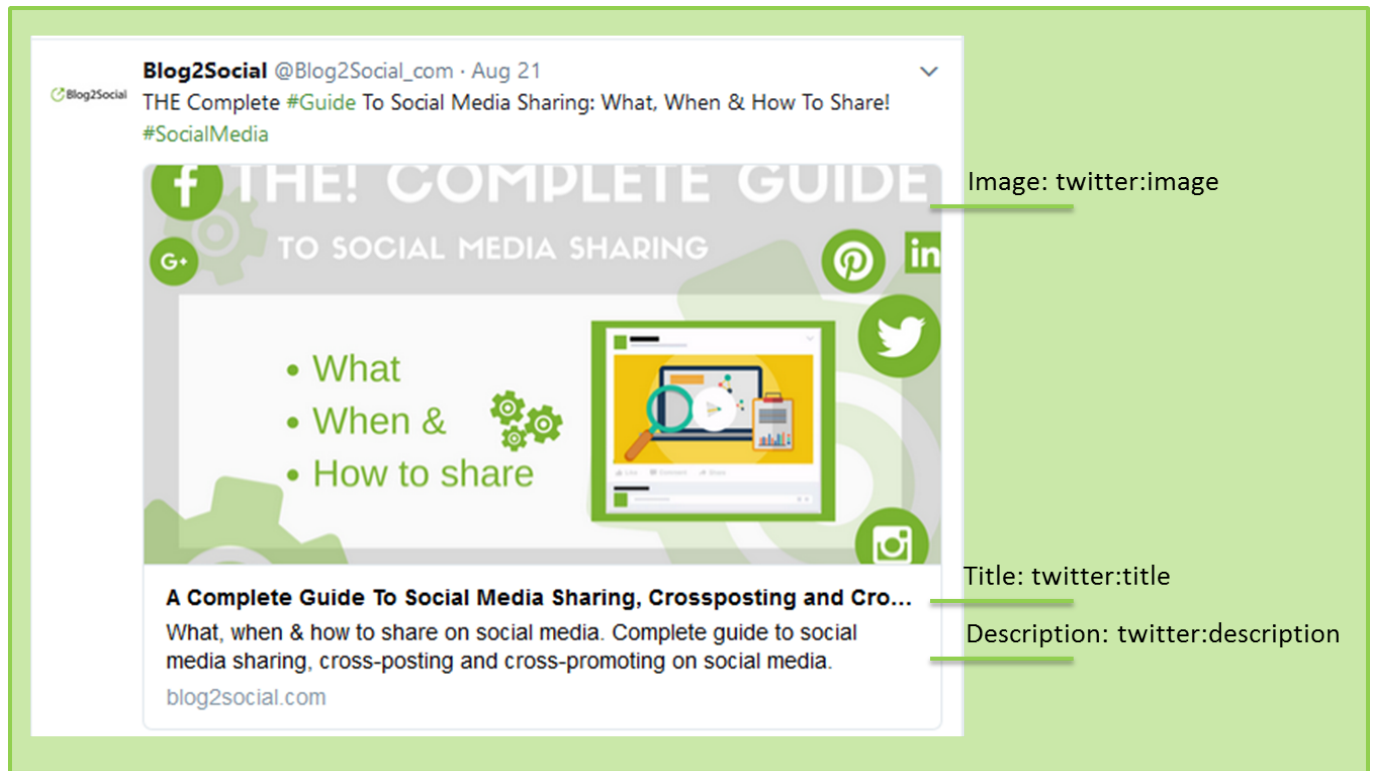 Blog2Social @Blog2Social_com · Aug 21
Blog2Social
THE Complete #Guide To Social Media Sharing: What, When & How To Share!
#SocialMedia
THE! COMPLETE GUIDE
TO SOCIAL MEDIA SHARING
G+
in
• What
• When &
• How to share
Like Comment Share
A Complete Guide To Social Media Sharing, Crossposting and Cro...
What, when & how to share on social media. Complete guide to social
media sharing, cross-posting and cross-promoting on social media.
blog2social.com
Image: twitter:image
Title: twitter:title
Description: twitter:description